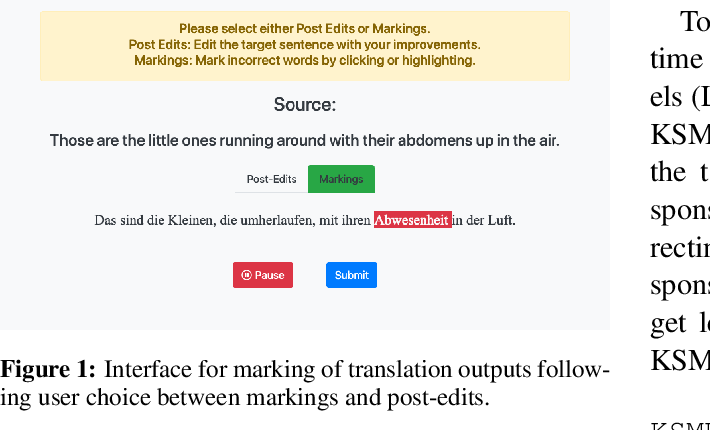 Please select either Post Edits or Markings.
Post Edits: Edit the target sentence with your improvements.
Markings: Mark incorrect words by clicking or highlighting.
Source:
Those are the little ones running around with their abdomens up in the air.
Post-Edits Markings
Das sind die Kleinen, die umherlaufen, mit ihren Abwesenheit in der Luft.
Pause Submit
Figure 1: Interface for marking of translation outputs follow-
ing user choice between markings and post-edits.
To
time
els (
KSM
the t
spons
rectin
spons
get l
KSM